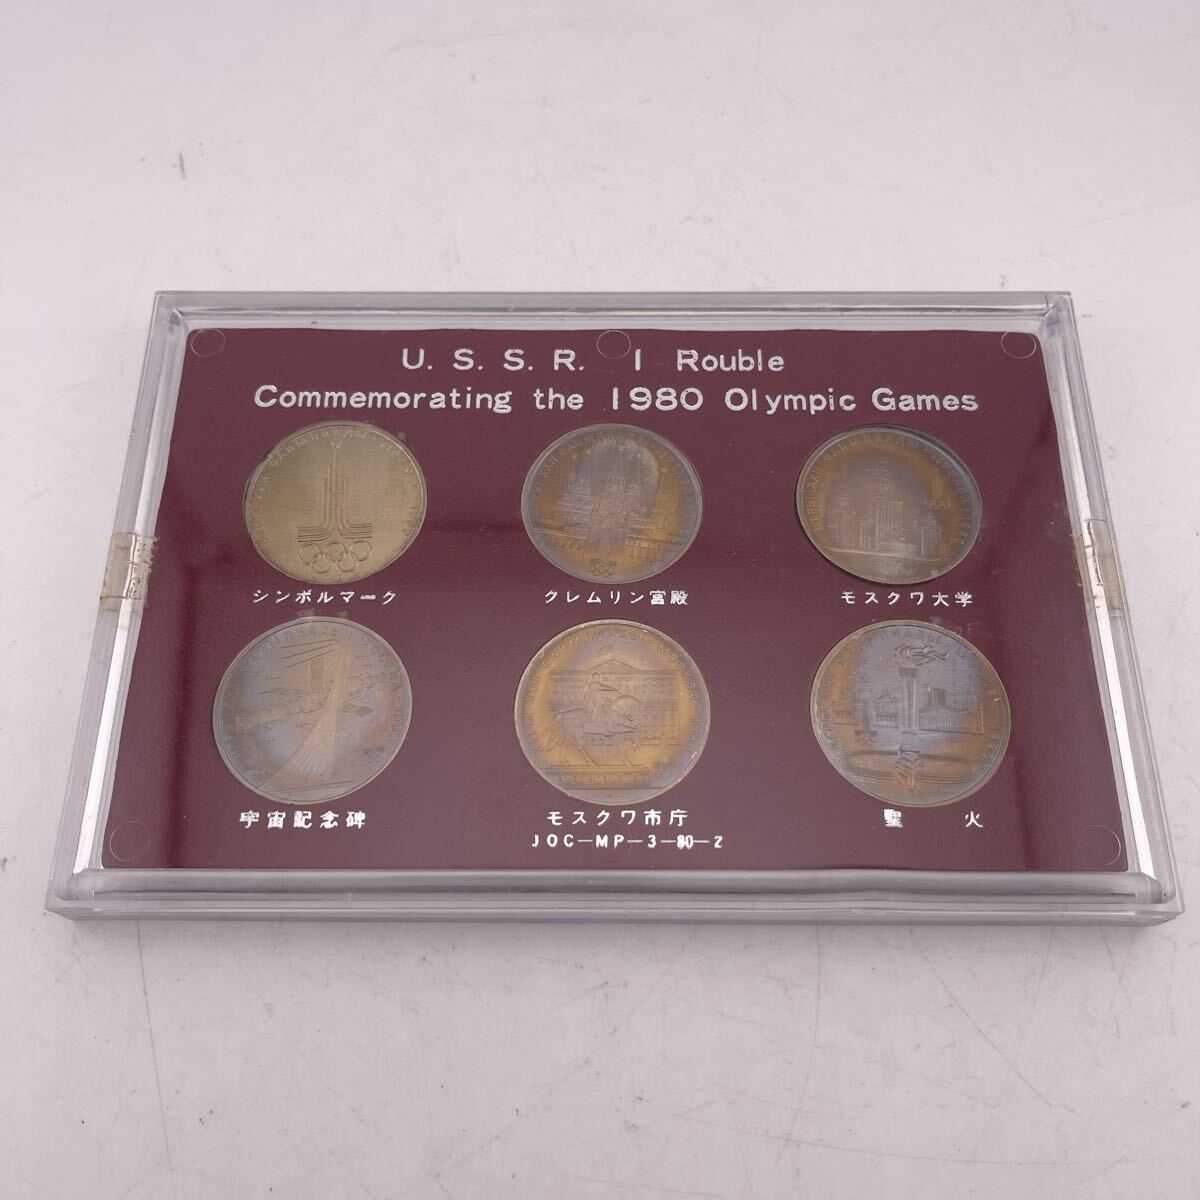 U. S. S. R. 1 Rouble
Commemorating the 1980 Olympic Games
シンボルマーク
クレムリン宮殿
モスクワ大学
宇宙記念碑
モスクワ市庁
聖 火
JOC-MP-3-80-2